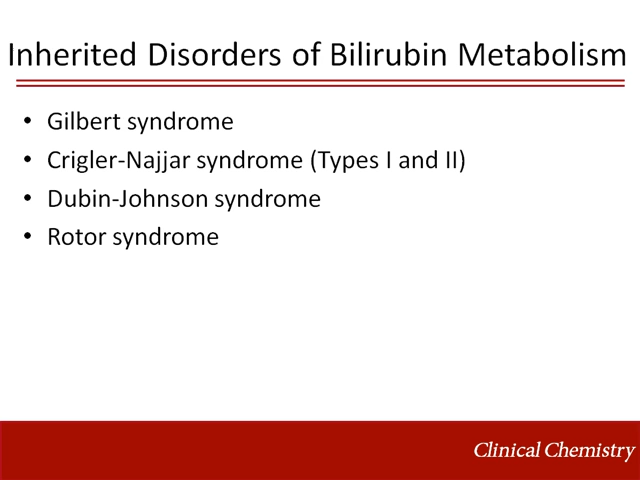 Inherited Disorders of Bilirubin Metabolism
• Gilbert syndrome
• Crigler-Najjar syndrome (Types I and II)
• Dubin-Johnson syndrome
• Rotor syndrome
Clinical Chemistry